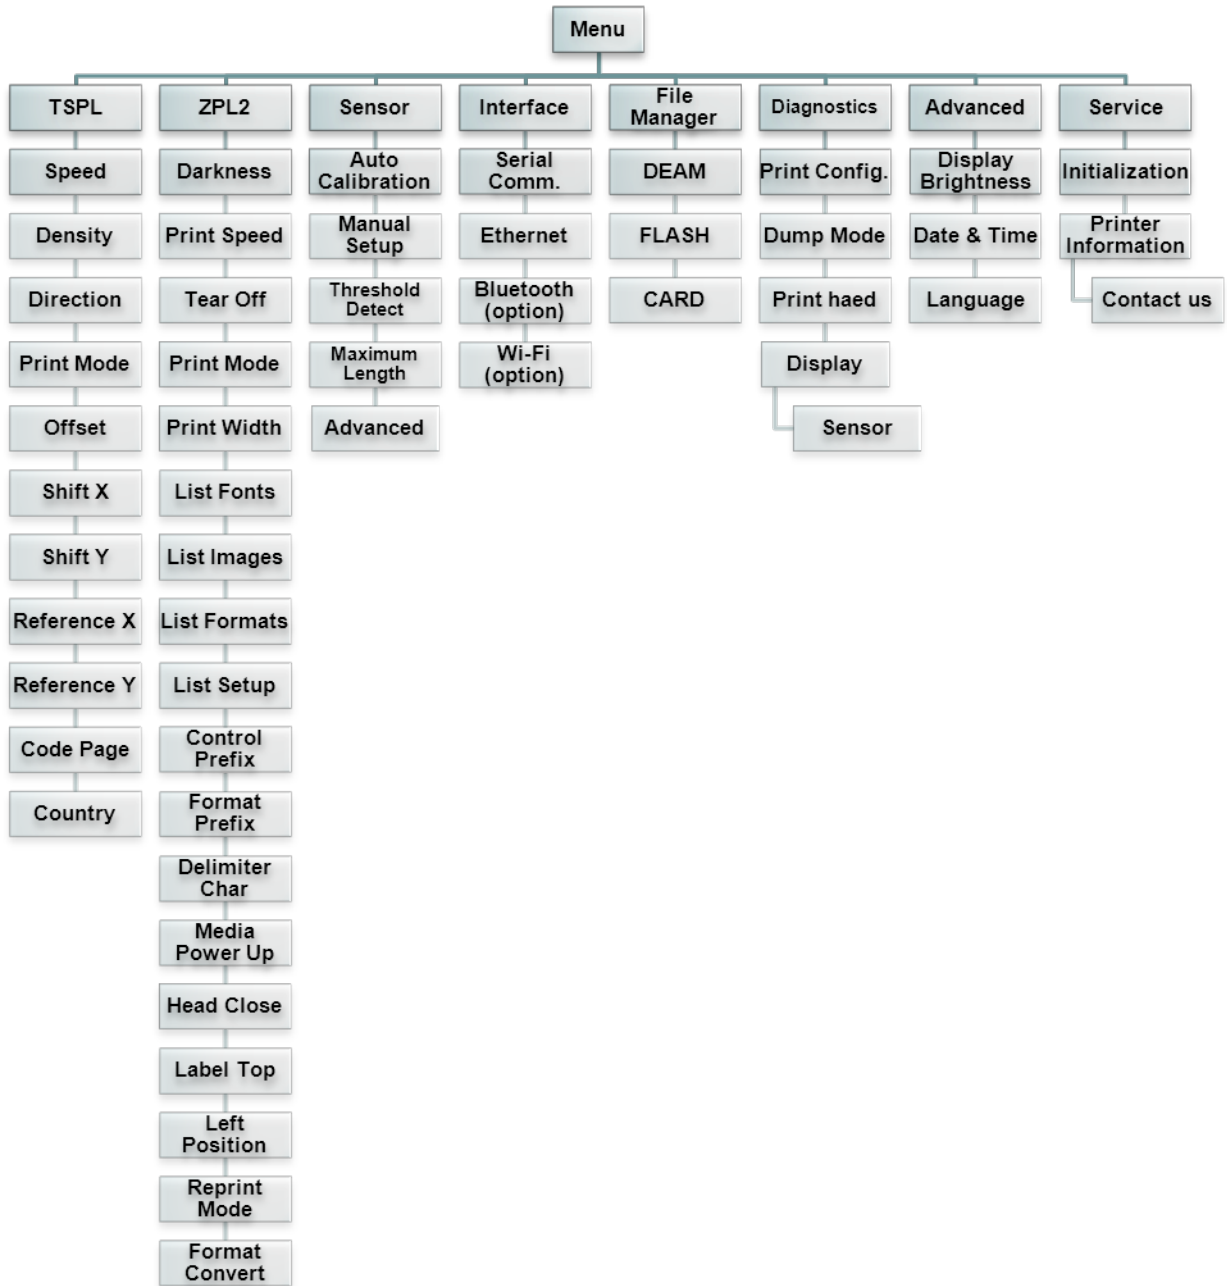 Menu
TSPL
Speed
Density
Direction
Print Mode
Offset
Shift X
Shift Y
Reference X
Reference Y
Code Page
Country
ZPL2
Darkness
Print Speed
Tear Off
Print Mode
Print Width
List Fonts
List Images
List Formats
List Setup
Control
Prefix
Format
Prefix
Delimiter
Char
Media
Power Up
Head Close
Label Top
Left
Position
Reprint
Mode
Format
Convert
Sensor
Auto
Calibration
Manual
Setup
Threshold
Detect
Maximum
Length
Advanced
Interface
Serial
Comm.
Ethernet
Bluetooth
(option)
Wi-Fi
(option)
File
Manager
DEAM
FLASH
CARD
Diagnostics
Print Config.
Dump Mode
Print haed
Display
Sensor
Advanced
Display
Brightness
Date & Time
Language
Service
Initialization
Printer
Information
Contact us